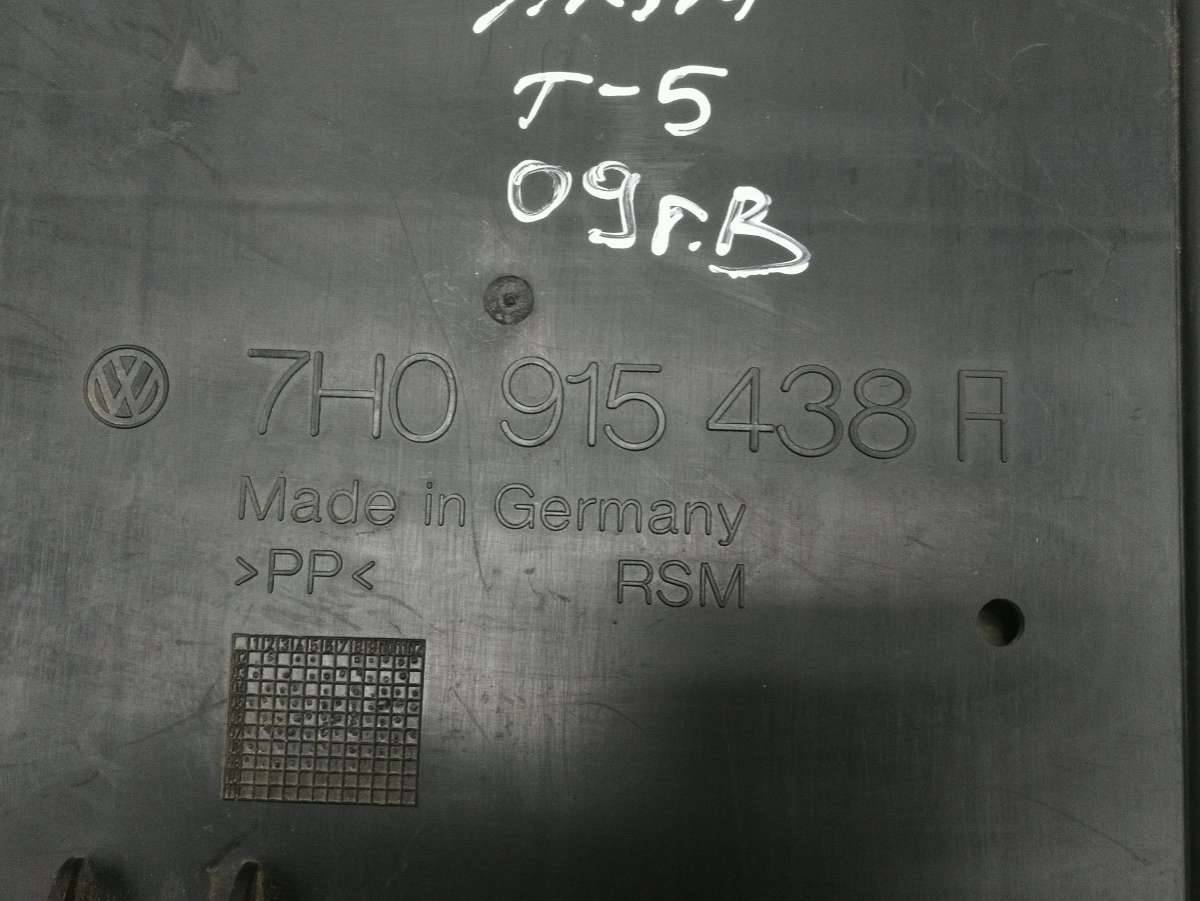 T-5
09г.В
7H0 915 438 A
Made in Germany
>PP< RSM